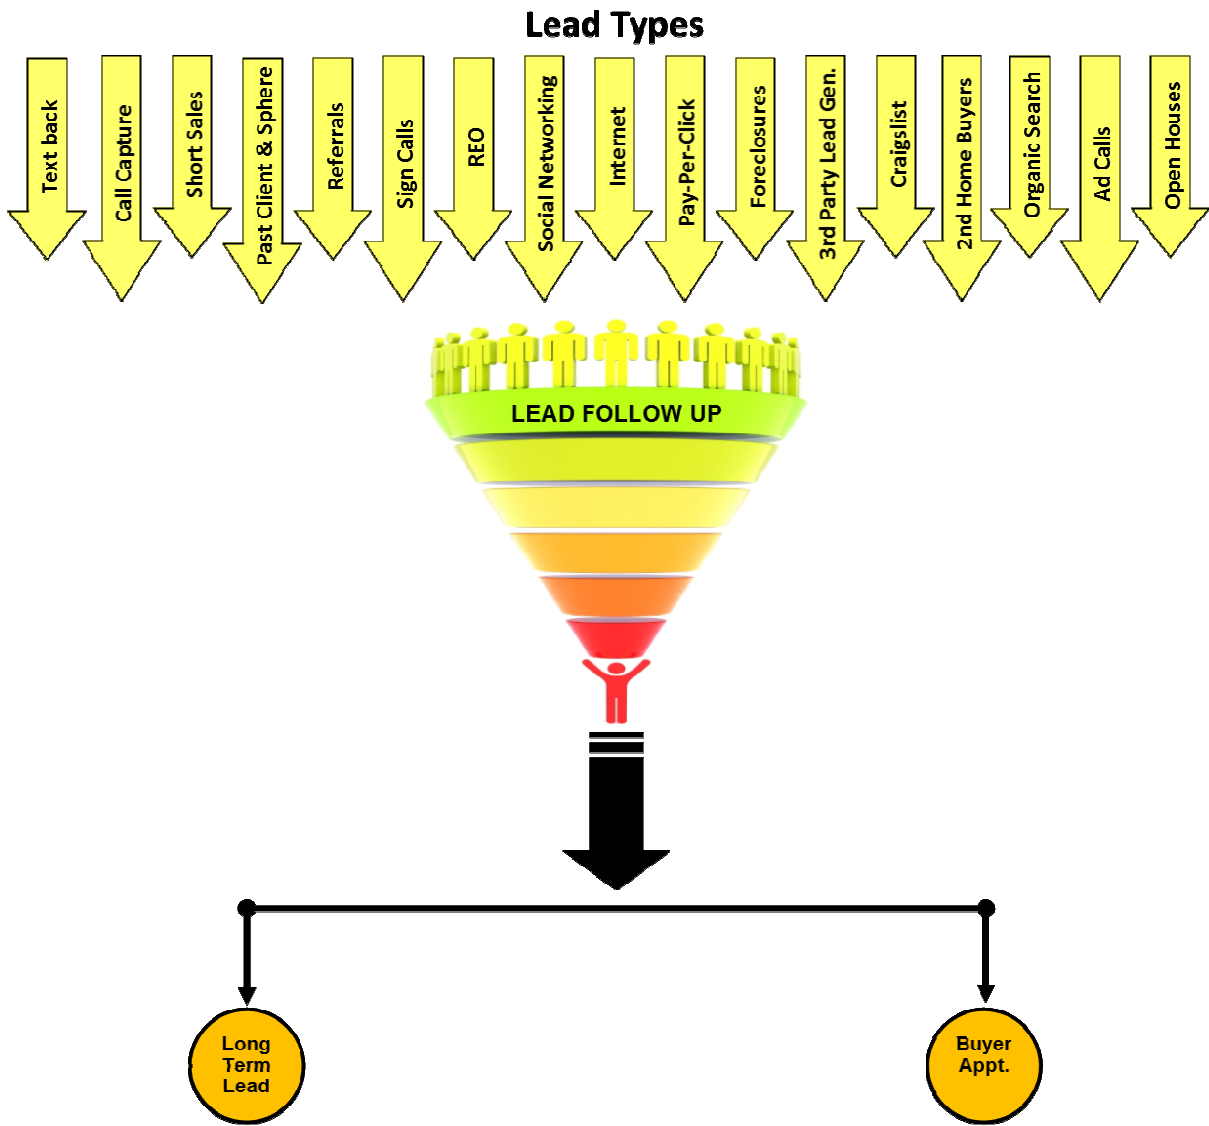 Lead Types
Text back
Call Capture
Short Sales
Past Client & Sphere
Referrals
Sign Calls
REO
Social Networking
Internet
Pay-Per-Click
Foreclosures
3rd Party Lead Gen.
Craigslist
2nd Home Buyers
Organic Search
Ad Calls
Open Houses
LEAD FOLLOW UP
Long
Term
Lead
Buyer
Appt.